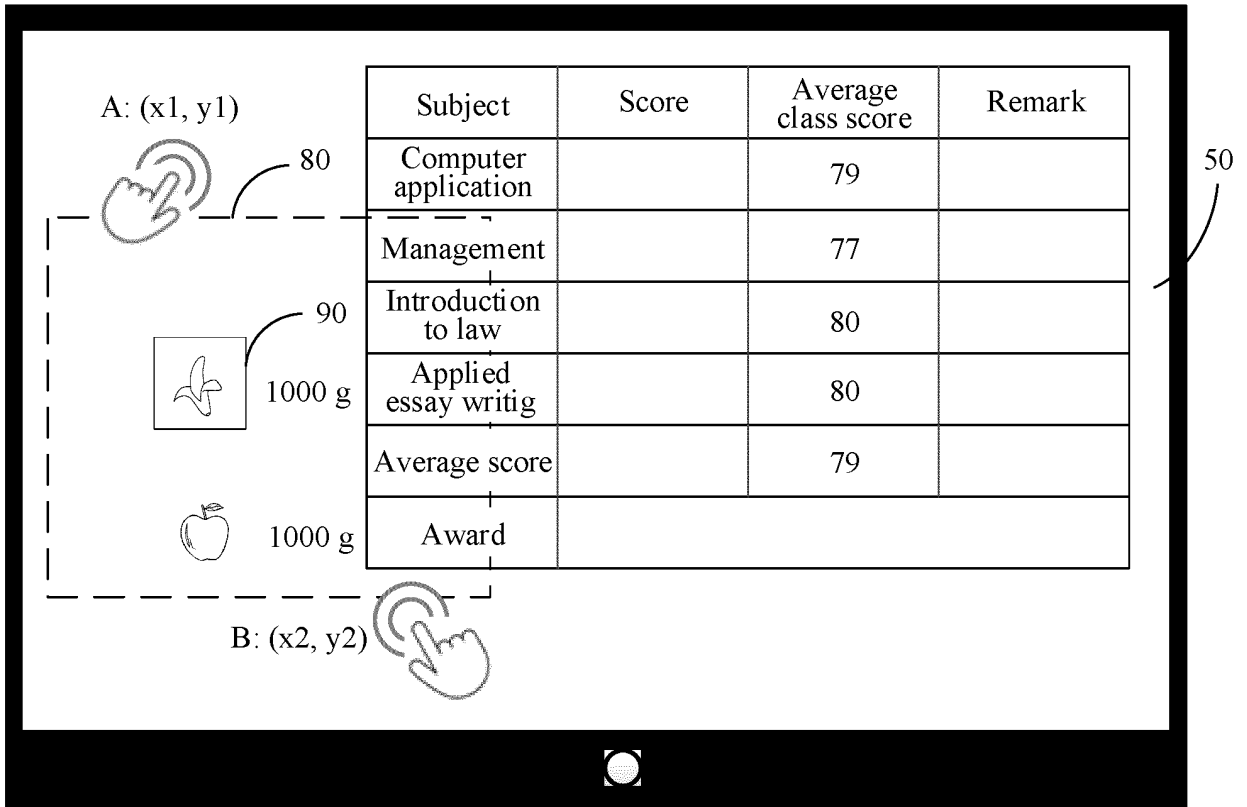 A: (x1, y1)
80
50
90
Subject
Score
Average
class score
Remark
Computer
application
79
Management
77
Introduction
to law
80
1000 g
Applied
essay writig
80
Average score
79
1000 g
Award
B: (x2, y2)